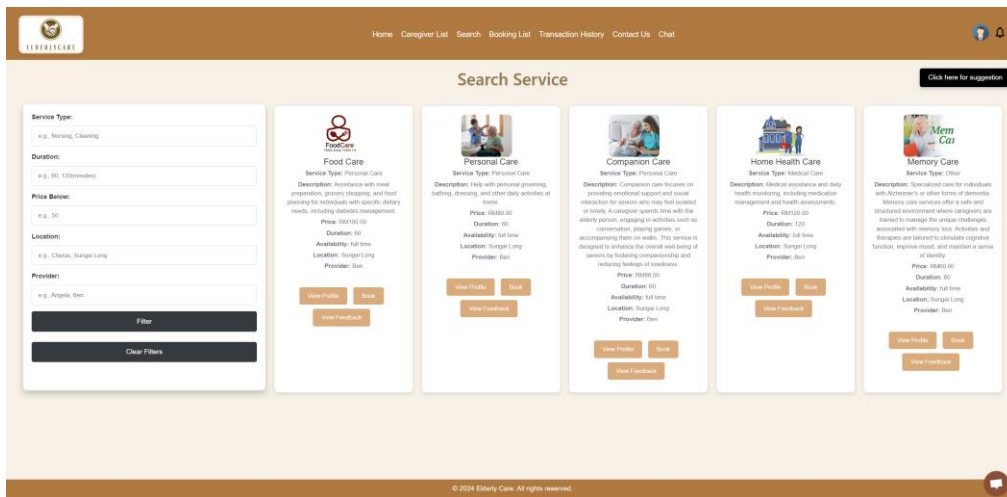 ELDERLYCARE
Home Caregiver List Search Booking List Transaction History Contact Us Chat
Search Service
Click here for suggestion
Service Type:
e.g., Nursing, Cleaning
Duration:
e.g., 60, 120(minutes)
Price Below:
e.g., 50
Location:
e.g., Cheras, Sungai Long
Provider:
e.g., Angela, Ben
Filter
Clear Filters
FoodCare
Food Care
Service Type: Personal Care
Description: Assistance with meal
preparation, grocery shopping, and food
planning for individuals with specific dietary
needs, including diabetes management.
Price: RM100.00
Duration: 60
Availability: full time
Location: Sungai Long
Provider: Ben
View Profile Book
View Feedback
Personal Care
Service Type: Personal Care
Description: Help with personal grooming,
bathing, dressing, and other daily activities at
home.
Price: RM80.00
Duration: 60
Availability: full time
Location: Sungai Long
Provider: Ben
View Profile Book
View Feedback
Companion Care
Service Type: Personal Care
Description: Companion care focuses on
providing emotional support and social
interaction for seniors who may feel isolated
or lonely. A caregiver spends time with the
elderly person, engaging in activities such as
conversation, playing games, or
accompanying them on walks. This service is
designed to enhance the overall well-being of
seniors by fostering companionship and
reducing feelings of loneliness.
Price:
Duration: 60
Availability: full time
Location: Sungai Long
Provider: Ben
View Profile Book
View Feedback
Home Health Care
Service Type: Medical Care
Description: Medical assistance and daily
health monitoring, including medication
management and health assessments.
Price: RM120.00
Duration: 120
Availability: full time
Location: Sungai Long
Provider: Ben
View Profile Book
View Feedback
Mem
Car
Memory Care
Service Type: Other
Description: Specialized care for individuals
with Alzheimer's or other forms of dementia.
Memory care services offer a safe and
structured environment where caregivers are
trained to manage the unique challenges
associated with memory loss. Activities and
therapies are tailored to stimulate cognitive
function, improve mood, and maintain a sense
of identity.
Price: RM60.00
Duration: 60
Availability: full time
Location: Sungai Long
Provider: Ben
View Profile Book
View Feedback
© 2024 Elderly Care. All rights reserved.